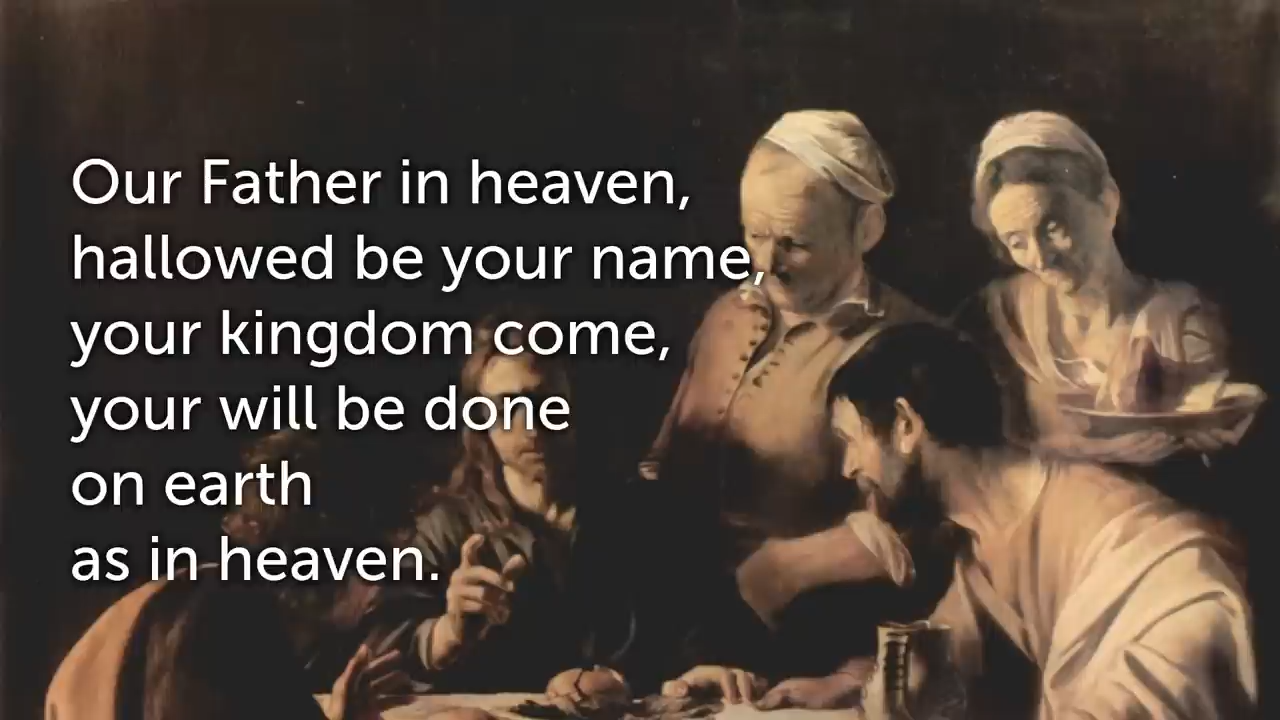 Our Father in heaven,
hallowed be your name,
your kingdom come,
your will be done
on earth
as in heaven.